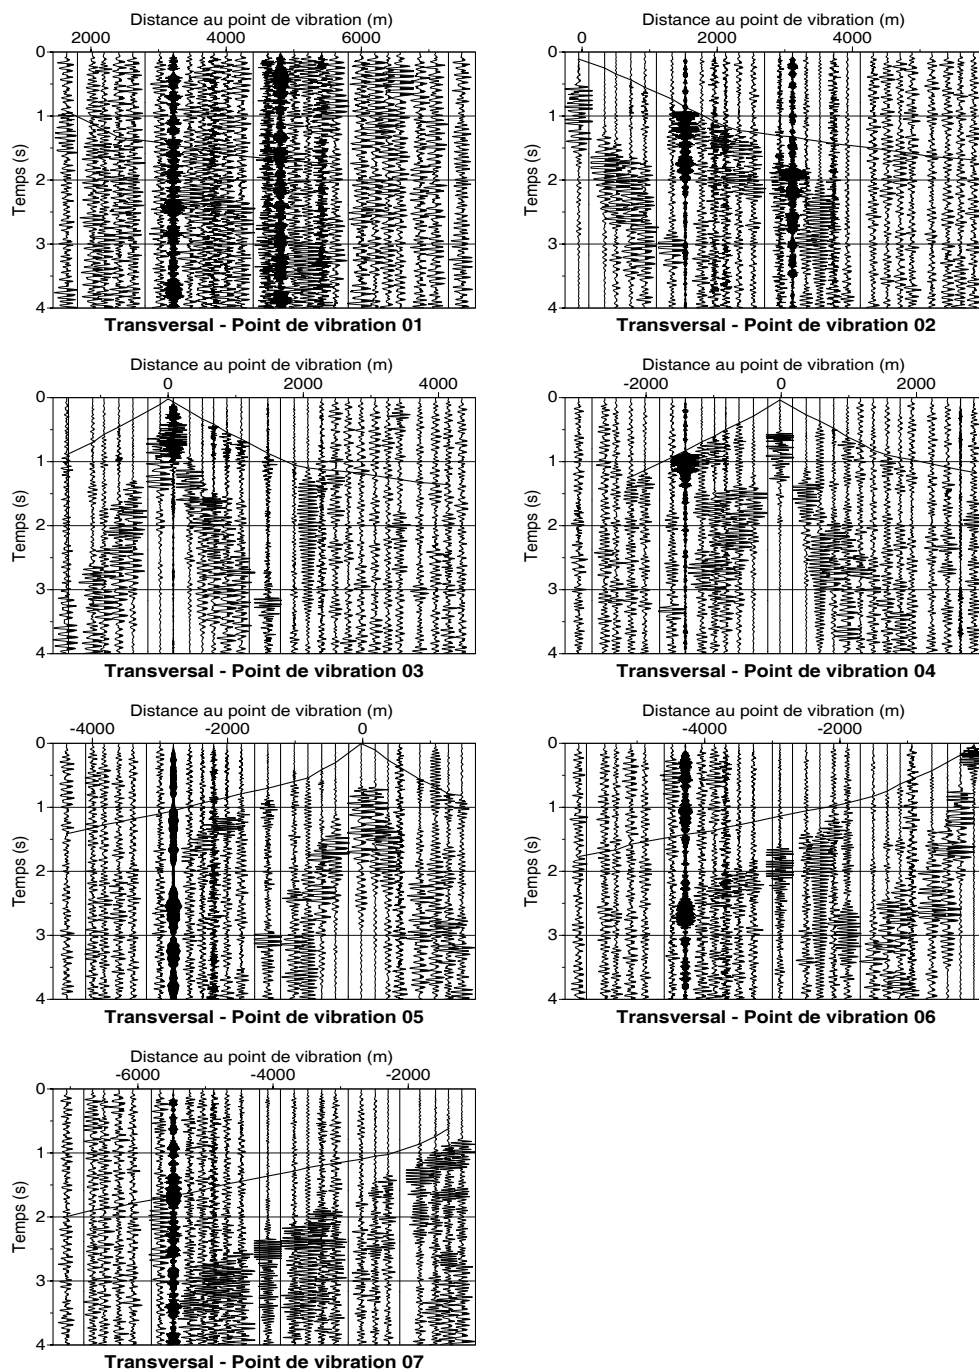 Distance au point de vibration (m)
2000 4000 6000
0
1
2
3
4
Temps (s)
Transversal - Point de vibration 01
Distance au point de vibration (m)
0 2000 4000
0
1
2
3
4
Temps (s)
Transversal - Point de vibration 02
Distance au point de vibration (m)
0 2000 4000
0
1
2
3
4
Temps (s)
Transversal - Point de vibration 03
Distance au point de vibration (m)
-2000 0 2000
0
1
2
3
4
Temps (s)
Transversal - Point de vibration 04
Distance au point de vibration (m)
-4000 -2000 0
0
1
2
3
4
Temps (s)
Transversal - Point de vibration 05
Distance au point de vibration (m)
-4000 -2000
0
1
2
3
4
Temps (s)
Transversal - Point de vibration 06
Distance au point de vibration (m)
-6000 -4000 -2000
0
1
2
3
4
Temps (s)
Transversal - Point de vibration 07